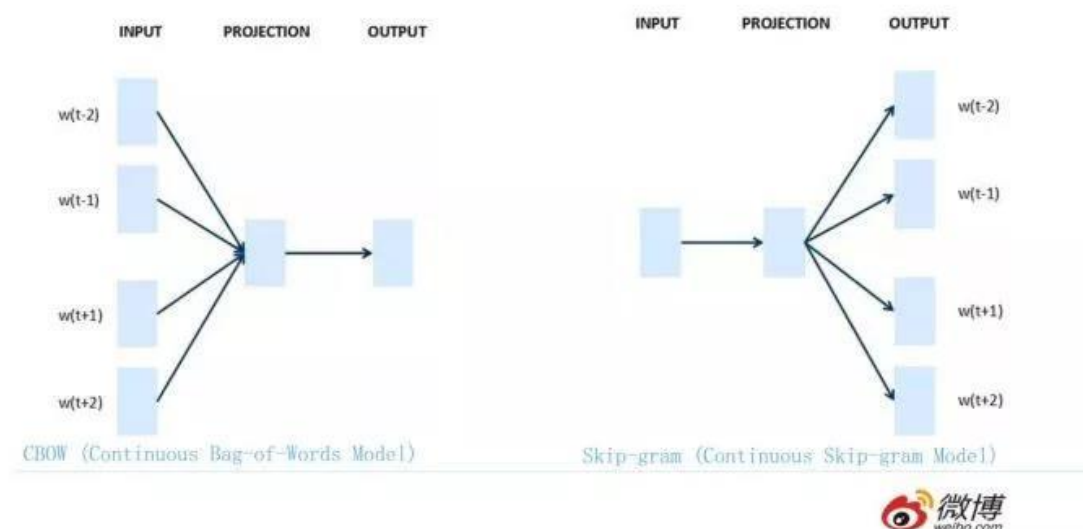 INPUT PROJECTION OUTPUT
w(t-2)
w(t-1)
w(t+1)
w(t+2)
CBOW (Continuous Bag-of-Words Model)
INPUT PROJECTION OUTPUT
w(t-2)
w(t-1)
w(t+1)
w(t+2)
Skip-gram (Continuous Skip-gram Model)
微博
weibo.com